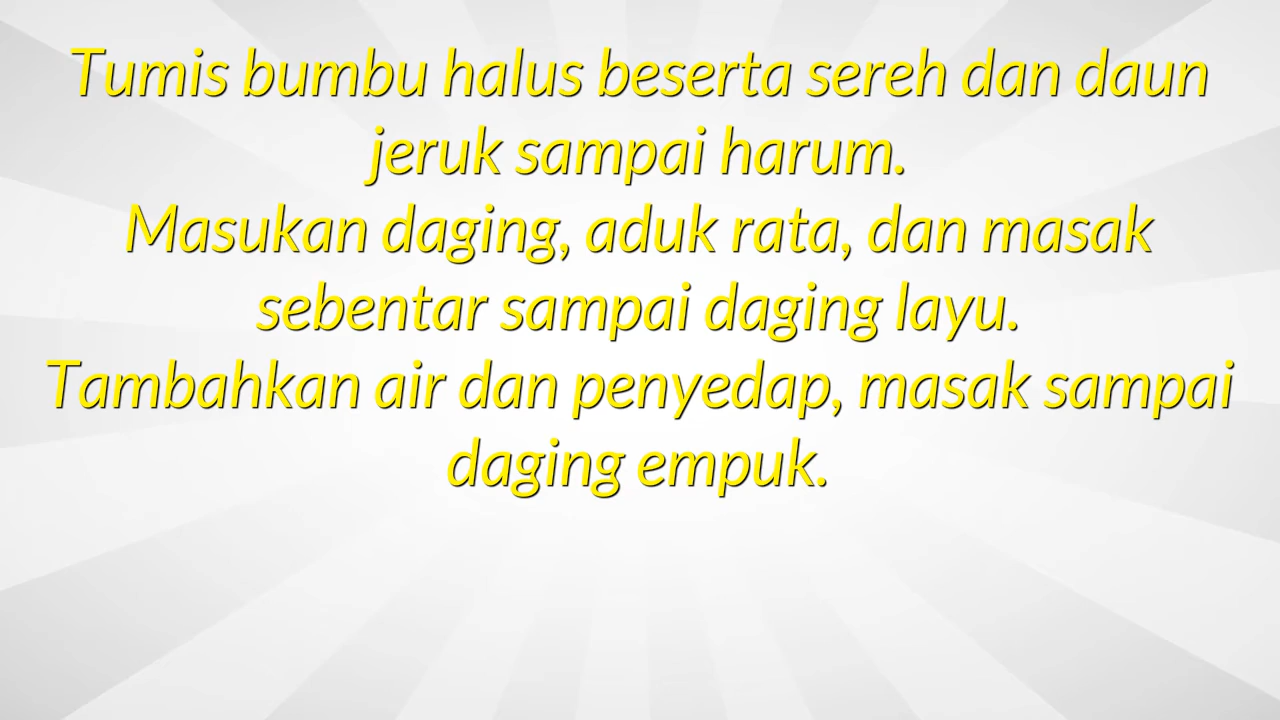 Tumis bumbu halus beserta sereh dan daun
jeruk sampai harum.
Masukan daging, aduk rata, dan masak
sebentar sampai daging layu.
Tambahkan air dan penyedap, masak sampai
daging empuk.